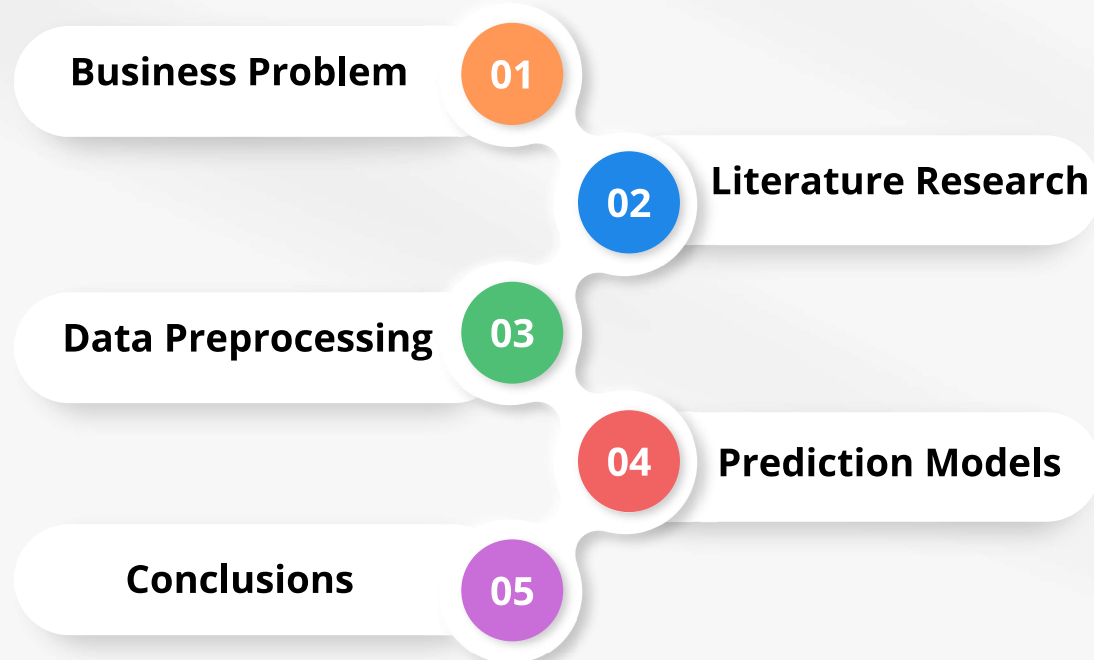 Business Problem 01
02 Literature Research
Data Preprocessing 03
04 Prediction Models
Conclusions 05